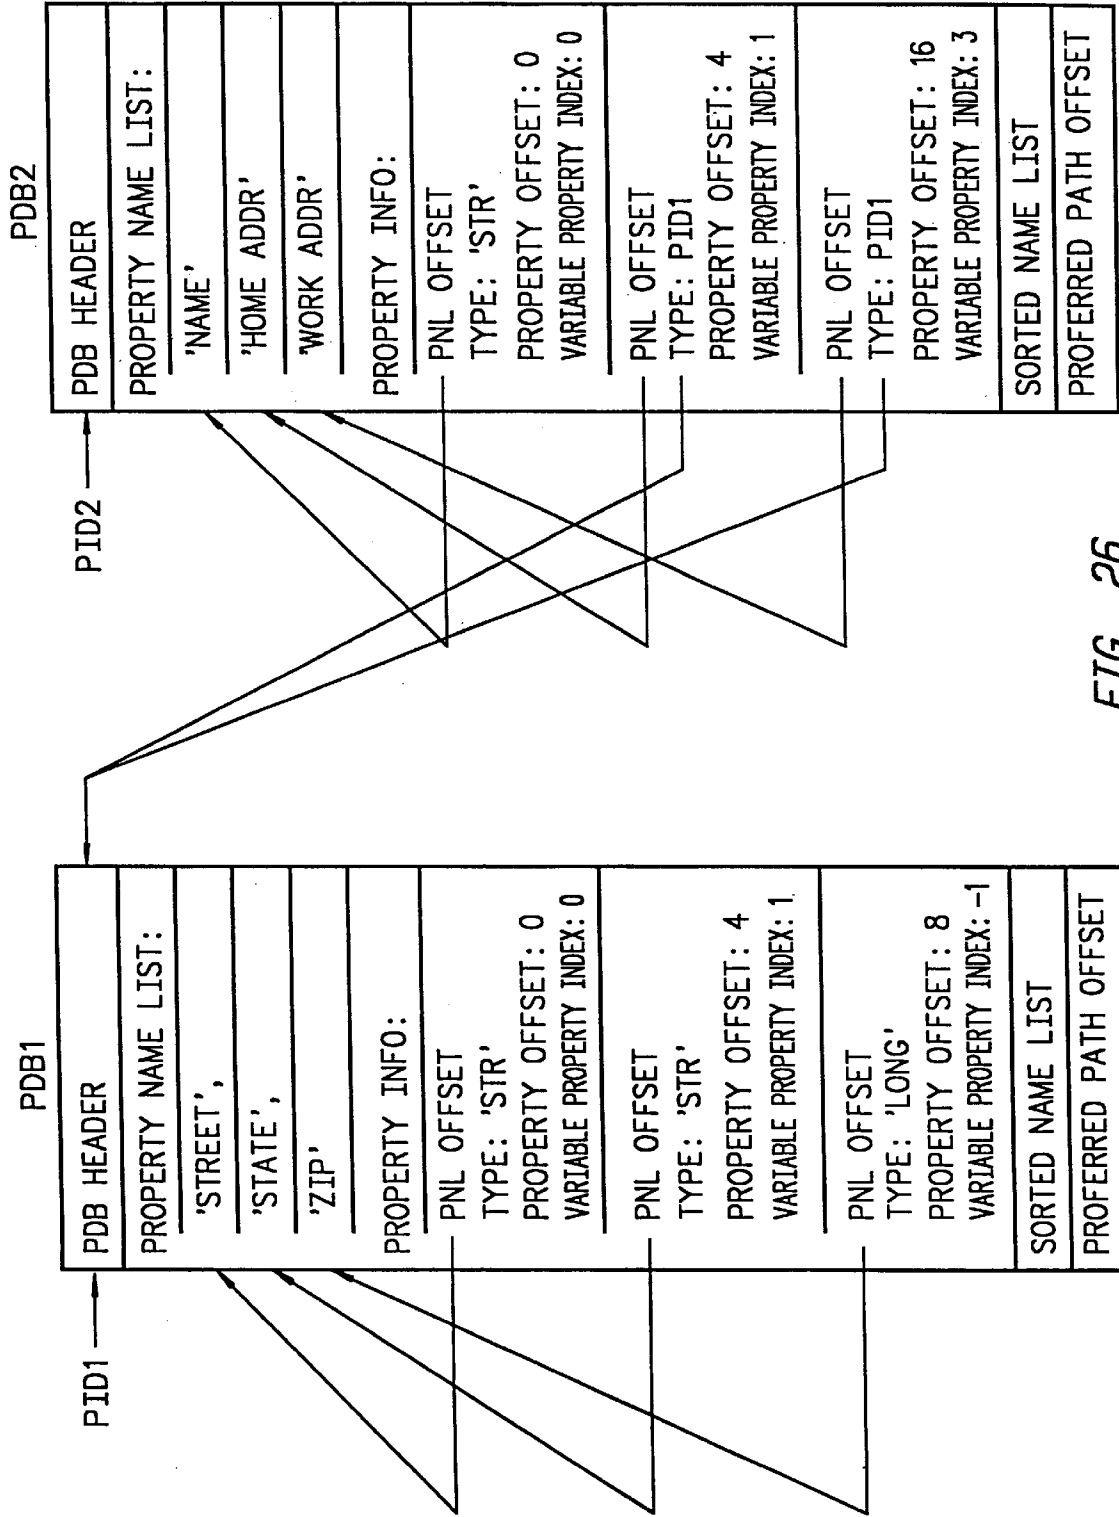 PDB1
PID1
PDB HEADER
PROPERTY NAME LIST:
'STREET',
'STATE',
'ZIP'
PROPERTY INFO:
PNL OFFSET
TYPE: 'STR'
PROPERTY OFFSET: 0
VARIABLE PROPERTY INDEX: 0
PNL OFFSET
TYPE: 'STR'
PROPERTY OFFSET: 4
VARIABLE PROPERTY INDEX: 1
PNL OFFSET
TYPE: 'LONG'
PROPERTY OFFSET: 8
VARIABLE PROPERTY INDEX: -1
SORTED NAME LIST
PROFERRED PATH OFFSET
PDB2
PID2
PDB HEADER
PROPERTY NAME LIST:
'NAME'
'HOME ADDR'
'WORK ADDR'
PROPERTY INFO:
PNL OFFSET
TYPE: 'STR'
PROPERTY OFFSET: 0
VARIABLE PROPERTY INDEX: 0
PNL OFFSET
TYPE: PID1
PROPERTY OFFSET: 4
VARIABLE PROPERTY INDEX: 1
PNL OFFSET
TYPE: PID1
PROPERTY OFFSET: 16
VARIABLE PROPERTY INDEX: 3
SORTED NAME LIST
PROFERRED PATH OFFSET
FIG. 26